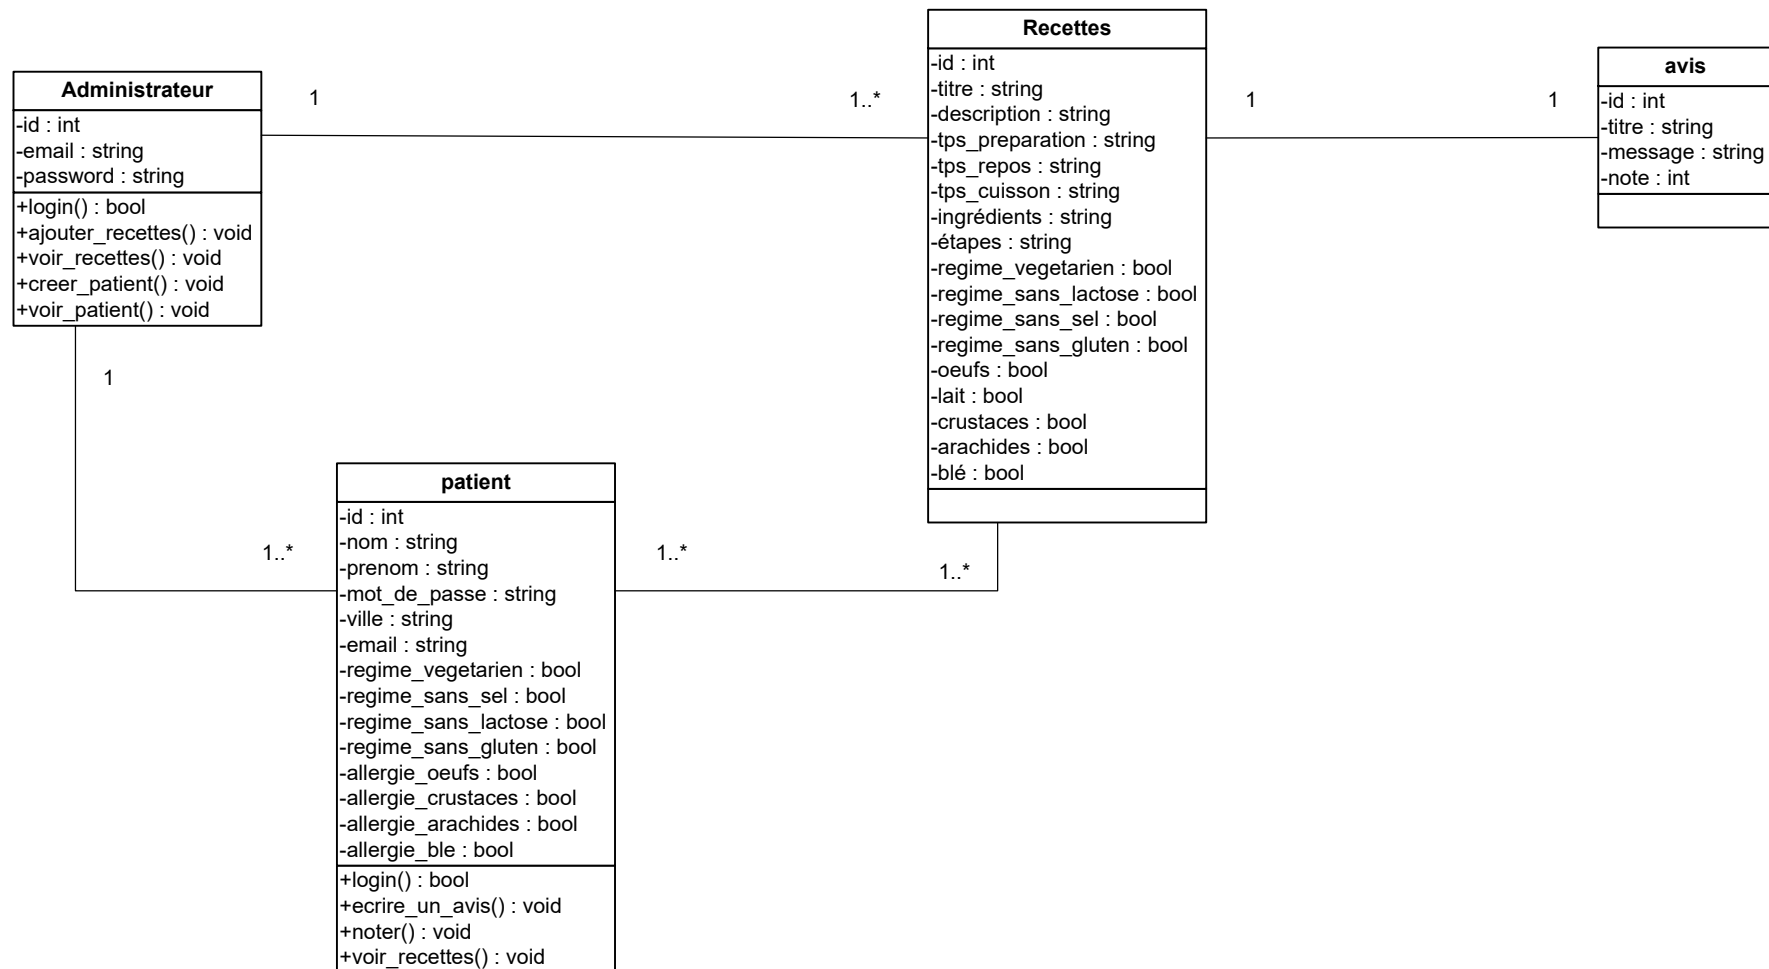 Administrateur
-id : int
-email : string
-password : string
+login() : bool
+ajouter_recettes() : void
+voir_recettes() : void
+creer_patient() : void
+voir_patient() : void
1
1..*
Recettes
-id : int
-titre : string
-description : string
-tps_preparation : string
-tps_repos : string
-tps_cuisson : string
-ingrédients : string
-étapes : string
-regime_vegetarien : bool
-regime_sans_lactose : bool
-regime_sans_sel : bool
-regime_sans_gluten : bool
-oeufs : bool
-lait : bool
-crustaces : bool
-arachides : bool
-blé : bool
1
1
avis
-id : int
-titre : string
-message : string
-note : int
1
1..*
patient
-id : int
-nom : string
-prenom : string
-mot_de_passe : string
-ville : string
-email : string
-regime_vegetarien : bool
-regime_sans_sel : bool
-regime_sans_lactose : bool
-regime_sans_gluten : bool
-allergie_oeufs : bool
-allergie_crustaces : bool
-allergie_arachides : bool
-allergie_ble : bool
+login() : bool
+ecrire_un_avis() : void
+noter() : void
+voir_recettes() : void
1..*
1..*